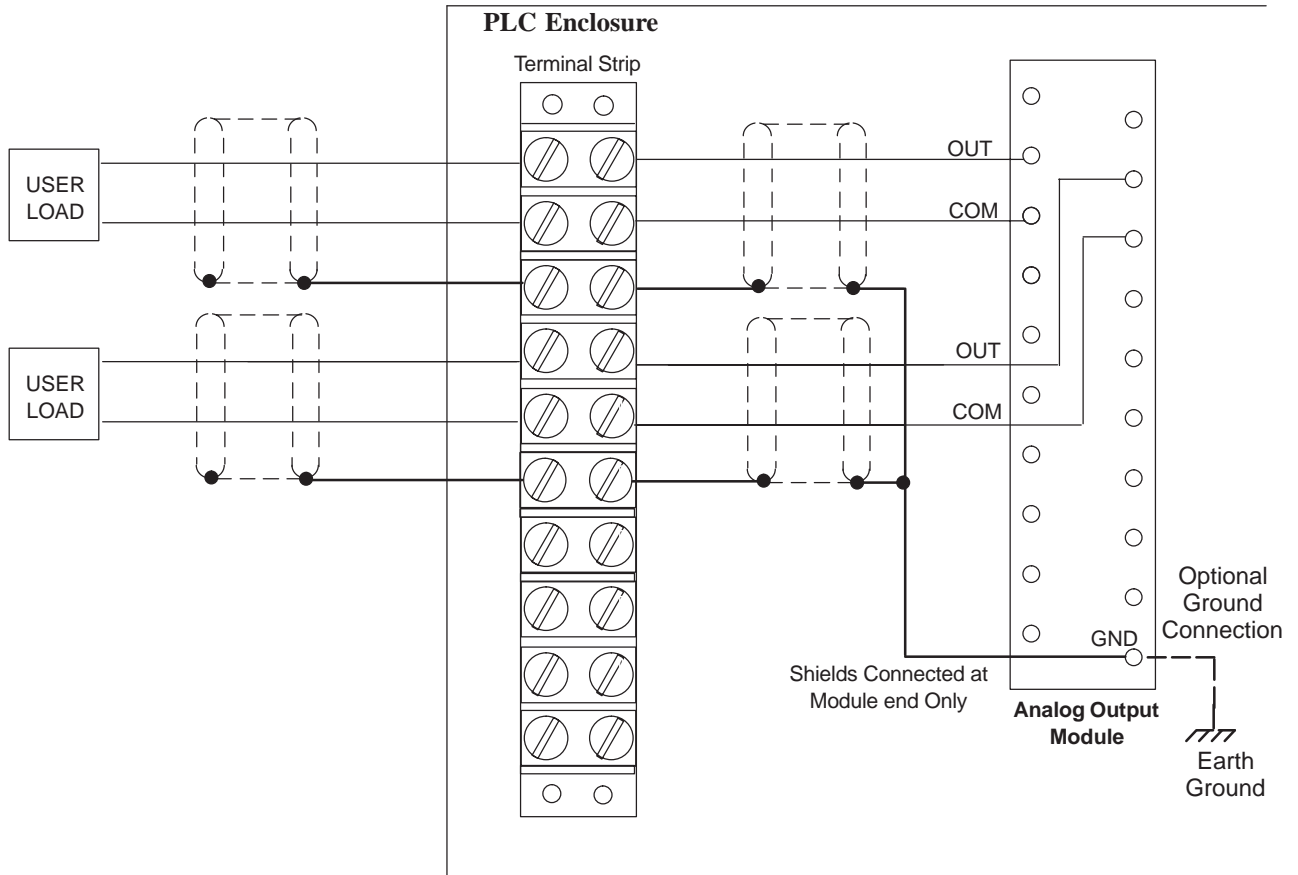 PLC Enclosure
Terminal Strip
USER
LOAD
OUT
COM
USER
LOAD
OUT
COM
Optional
Ground
Connection
GND
Shields Connected at
Module end Only
Analog Output
Module
Earth
Ground